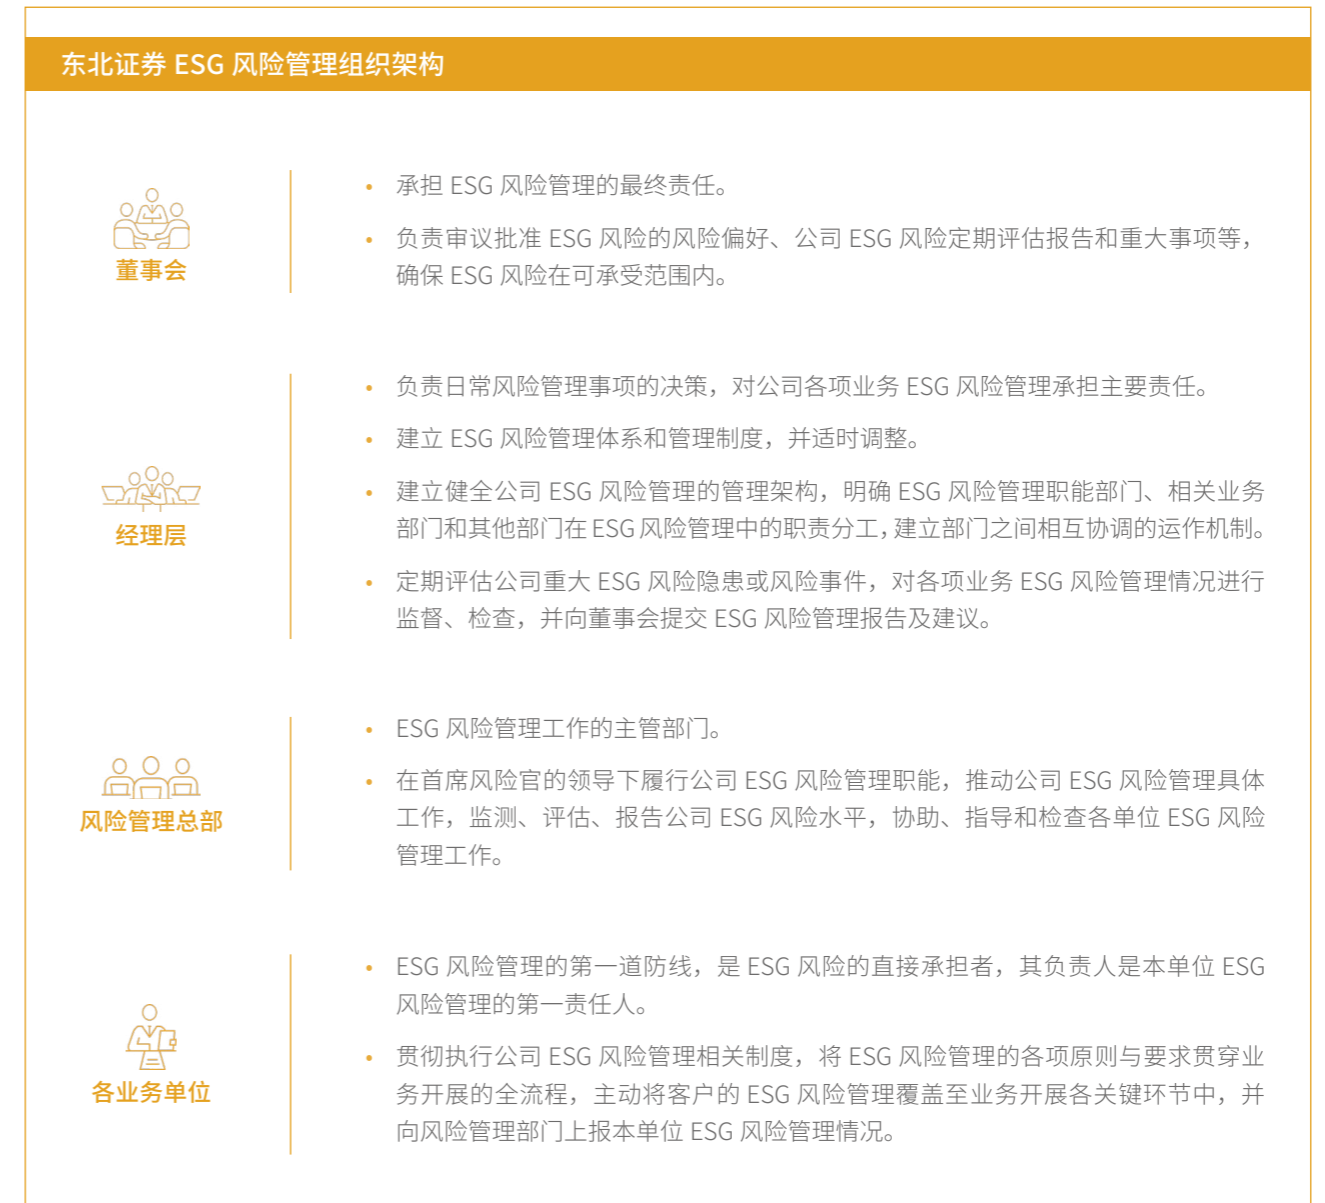 东北证券 ESG 风险管理组织架构
董事会
• 承担 ESG 风险管理的最终责任。
• 负责审议批准 ESG 风险的风险偏好、公司 ESG 风险定期评估报告和重大事项等，
确保 ESG 风险在可承受范围内。
经理层
• 负责日常风险管理事项的决策，对公司各项业务 ESG 风险管理承担主要责任。
• 建立 ESG 风险管理体系和管理制度，并适时调整。
• 建立健全公司 ESG 风险管理的管理架构，明确 ESG 风险管理职能部门、相关业务
部门和其他部门在 ESG 风险管理中的职责分工，建立部门之间相互协调的运作机制。
• 定期评估公司重大 ESG 风险隐患或风险事件，对各项业务 ESG 风险管理情况进行
监督、检查，并向董事会提交 ESG 风险管理报告及建议。
风险管理总部
• ESG 风险管理工作的主管部门。
• 在首席风险官的领导下履行公司 ESG 风险管理职能，推动公司 ESG 风险管理具体
工作，监测、评估、报告公司 ESG 风险水平，协助、指导和检查各单位 ESG 风险
管理工作。
各业务单位
• ESG 风险管理的第一道防线，是 ESG 风险的直接承担者，其负责人是本单位 ESG
风险管理的第一责任人。
• 贯彻执行公司 ESG 风险管理相关制度，将 ESG 风险管理的各项原则与要求贯穿业
务开展的全流程，主动将客户的 ESG 风险管理覆盖至业务开展各关键环节中，并
向风险管理部门上报本单位 ESG 风险管理情况。